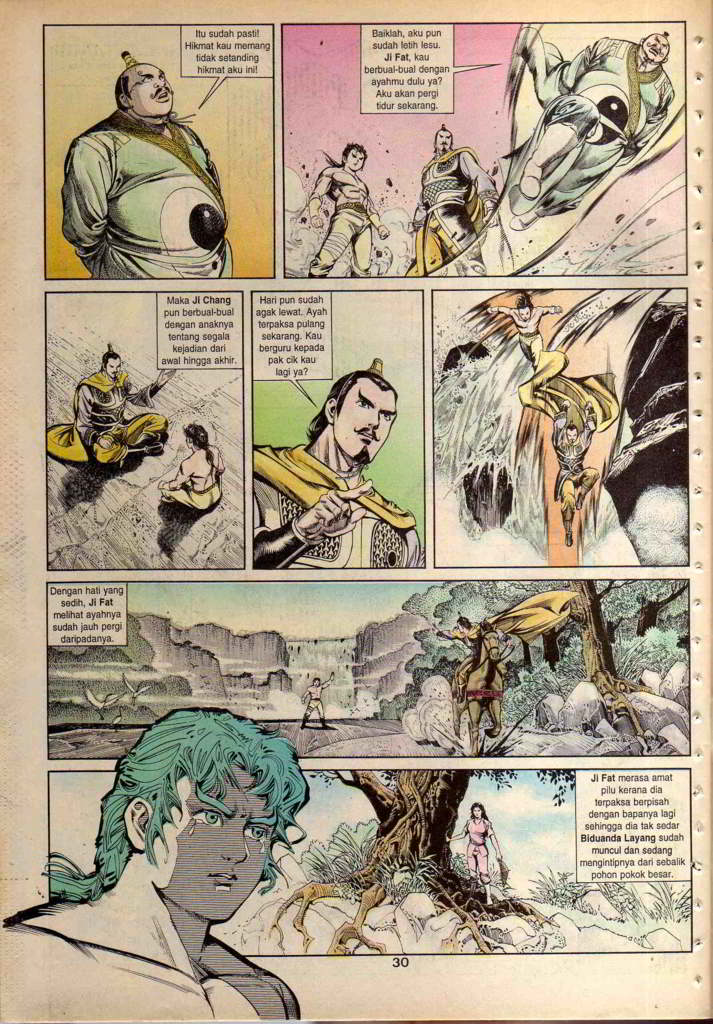 Itu sudah pasti!
Hikmat kau memang
tidak setanding
hikmat aku ini!
Baiklah, aku pun
sudah letih lesu.
Ji Fat, kau
berbual-bual dengan
ayahmu dulu ya?
Aku akan pergi
tidur sekarang.
Maka Ji Chang
pun berbual-bual
dengan anaknya
tentang segala
kejadian dari
awal hingga akhir.
Hari pun sudah
agak lewat. Ayah
terpaksa pulang
sekarang. Kau
berguru kepada
pak cik kau
lagi ya?
Dengan hati yang
sedih, Ji Fat
melihat ayahnya
sudah jauh pergi
daripadanya.
Ji Fat merasa amat
pilu kerana dia
terpaksa berpisah
dengan bapanya lagi
sehingga dia tak sedar
Biduanda Layang sudah
muncul dan sedang
mengintipnya dari sebalik
pohon pokok besar.
30